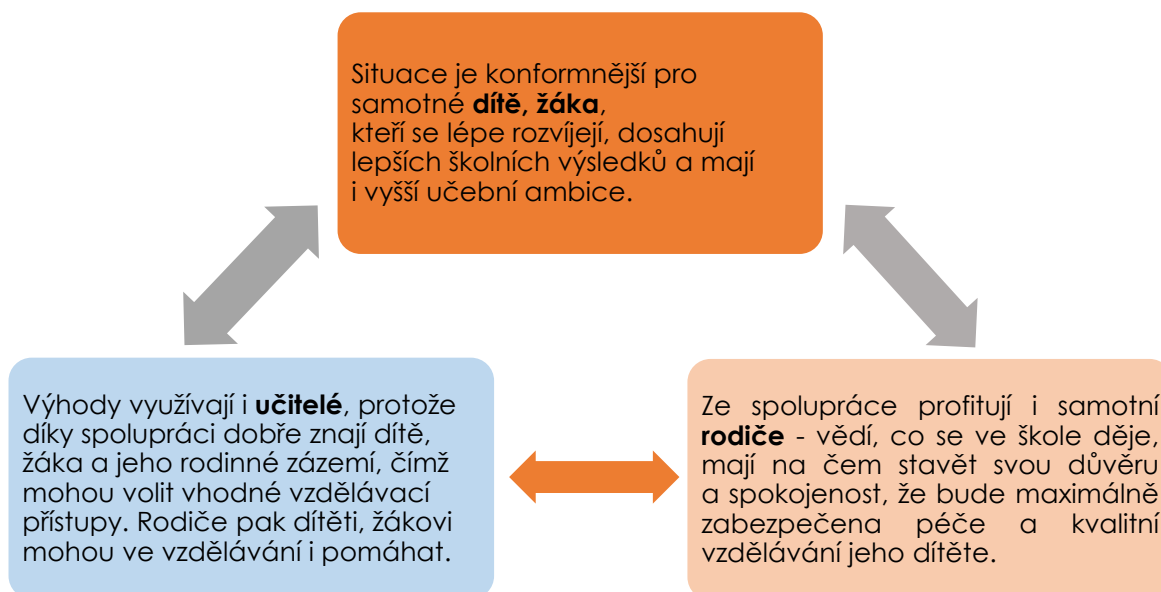 Situace je konformnější pro
samotné dítě, žáka,
kteří se lépe rozvíjejí, dosahují
lepších školních výsledků a mají
i vyšší učební ambice.
Výhody využívají i učitelé, protože
díky spolupráci dobře znají dítě,
žáka a jeho rodinné zázemí, čímž
mohou volit vhodné vzdělávací
přístupy. Rodiče pak dítěti, žákovi
mohou ve vzdělávání i pomáhat.
Ze spolupráce profitují i samotní
rodiče - vědí, co se ve škole děje,
mají na čem stavět svou důvěru
a spokojenost, že bude maximálně
zabezpečena péče a kvalitní
vzdělávání jeho dítěte.